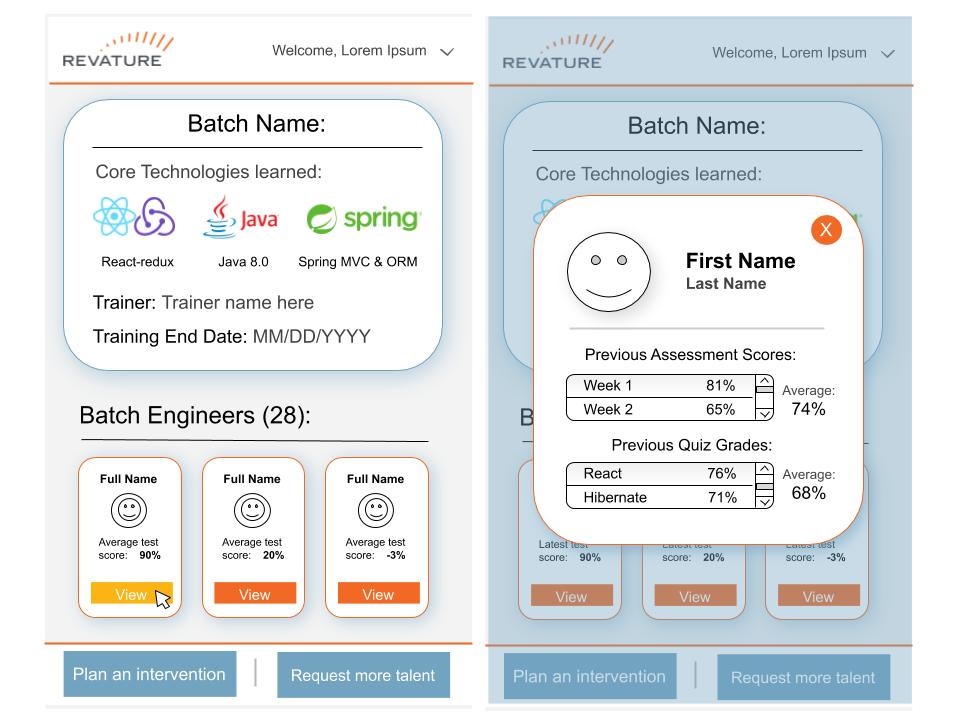 REVATURE
Welcome, Lorem Ipsum
Batch Name:
Core Technologies learned:
Java
spring
React-redux Java 8.0 Spring MVC & ORM
Trainer: Trainer name here
Training End Date: MM/DD/YYYY
Batch Engineers (28):
Full Name Full Name Full Name
Average test Average test Average test
score: 90% score: 20% score: -3%
View View View
Plan an intervention Request more talent
REVATURE
Welcome, Lorem Ipsum
Batch Name:
Core Technologies learned:
X
First Name
Last Name
Previous Assessment Scores:
Week 1 81%
Week 2 65%
Average:
74%
Previous Quiz Grades:
React 76%
Hibernate 71%
Average:
68%
B
Latest test Latest test Latest test
score: 90% score: 20% score: -3%
View View View
Plan an intervention Request more talent